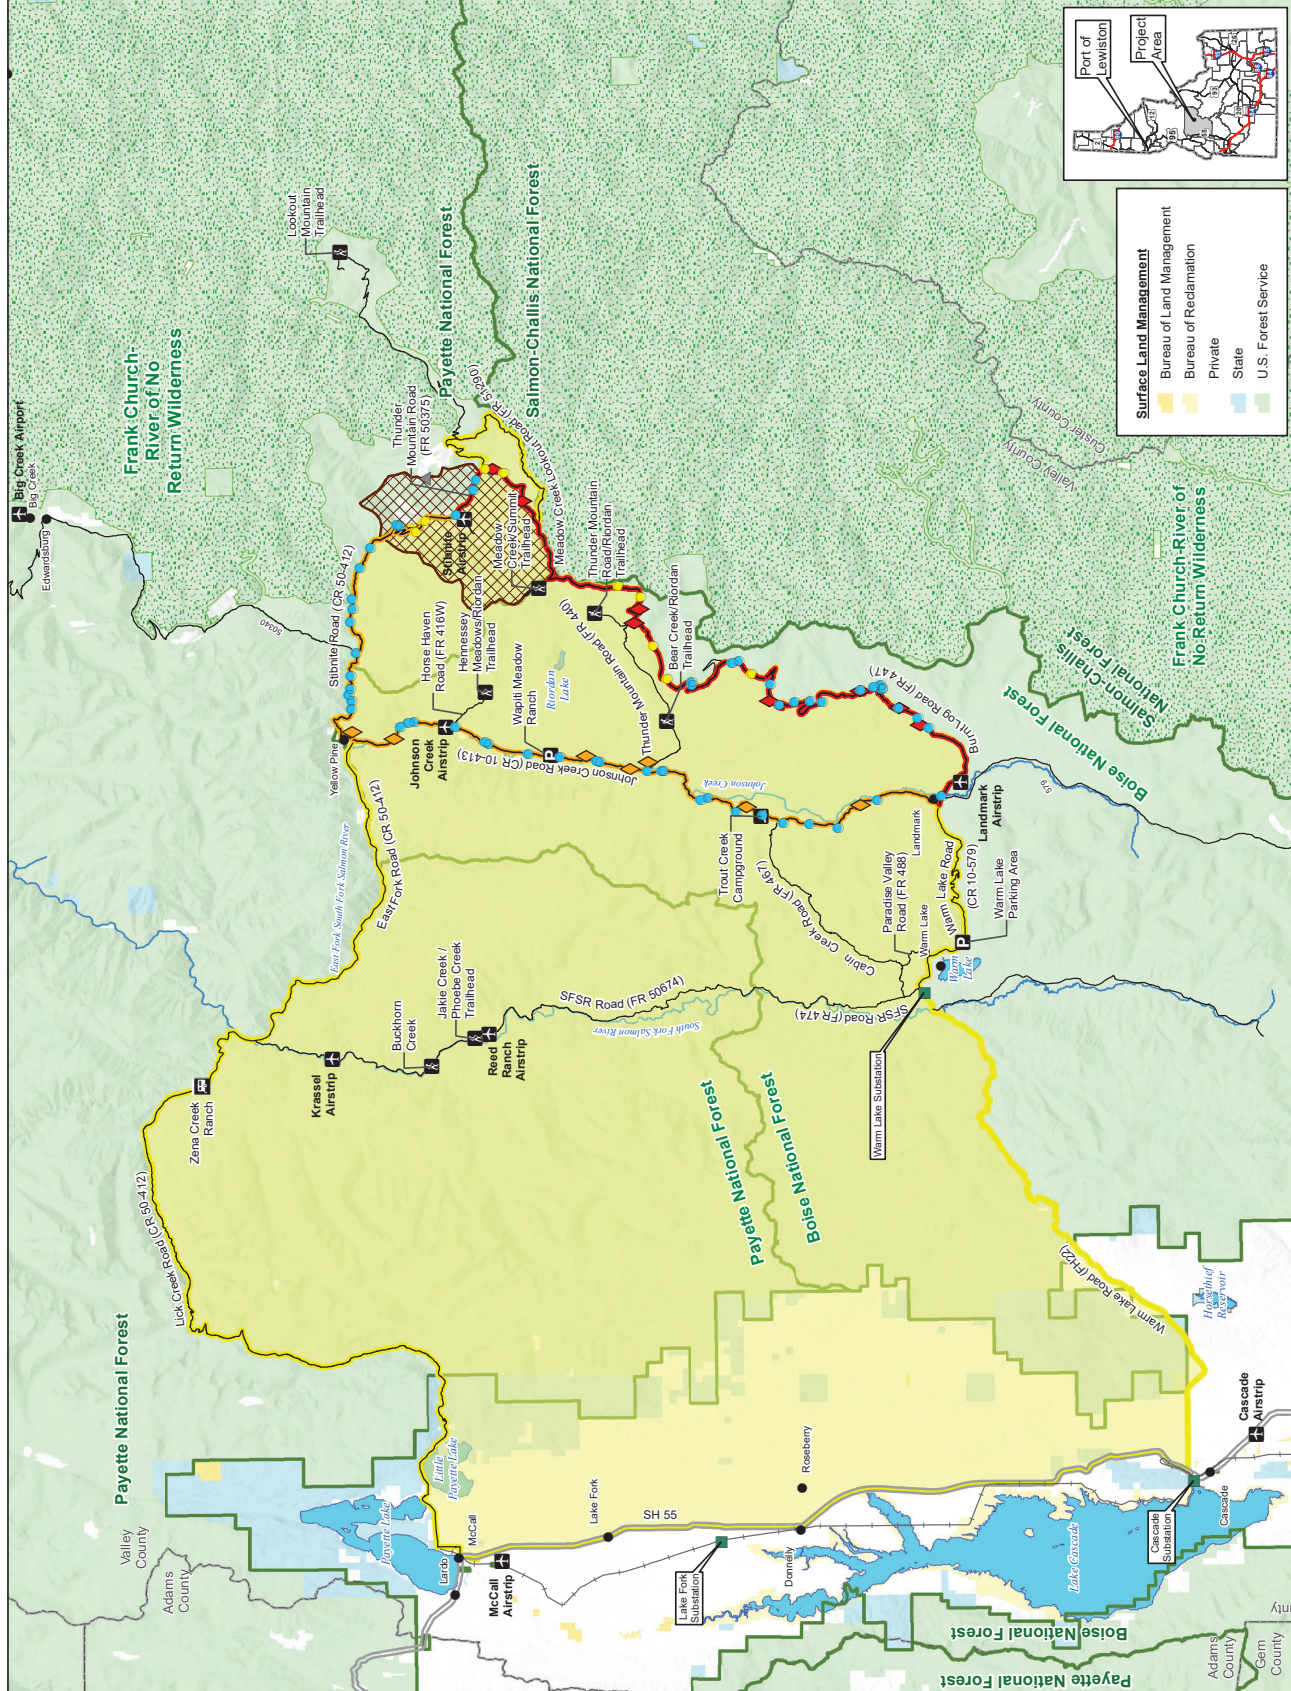 Big Creek Airport
Big Creek
Edwardsburg
Frank Church-
River of No
Return Wilderness
Lookout
Mountain
Trailhead
Payette National Forest
Salmon-Challis National Forest
Thunder
Mountain Road
(FR 50375)
Meadow Creek Lookout Road (FR 51290)
Stibnite Road (CR 50-412)
50340
Stibnite
Airstrip
Meadow
Creek/Summit
Trailhead
Thunder Mountain
Road/Riordan
Trailhead
Horse Haven
Road (FR 416W)
Hennessey
Meadows/Riordan
Trailhead
Wapiti Meadow
Ranch
Riordan
Lake
Thunder Mountain Road (FR 440)
Bear Creek/Riordan
Trailhead
Yellow Pine
Johnson
Creek
Airstrip
Johnson Creek Road (CR 10-413)
Johnson Creek
Burnt Log Road (FR 447)
Trout Creek
Campground
Landmark
Landmark
Airstrip
579
Boise National Forest
Salmon-Challis
National Forest
Frank Church-River of
No Return Wilderness
Valley County
Custer County
East Fork South Fork Salmon River
East Fork Road (CR 50-412)
Cabin Creek Road (FR 467)
Paradise Valley
Road (FR 488)
Warm Lake
Warm Lake Road
(CR 10-579)
Warm Lake
Parking Area
Warm
Lake
Jakie Creek /
Phoebe Creek
Trailhead
Buckhorn
Creek
Krassel
Airstrip
Reed
Ranch
Airstrip
SFSR Road (FR 50674)
South Fork Salmon River
SFSR Road (FR 474)
Warm Lake Substation
Zena Creek
Ranch
Lick Creek Road (CR 50-412)
Payette National Forest
Payette National Forest
Boise National Forest
Warm Lake Road (FH22)
Horsethief
Reservoir
Cascade
Airstrip
Little
Payette Lake
Payette Lake
McCall
Lardo
McCall
Airstrip
Valley
County
Adams
County
Lake Fork
SH 55
Roseberry
Donnelly
Lake Fork
Substation
Lake Cascade
Cascade
Substation
Cascade
Boise National Forest
Payette National Forest
Adams
County
Gem
County
Port of
Lewiston
Project
Area
2
12
95
93
20
55
Surface Land Management
Bureau of Land Management
Bureau of Reclamation
Private
State
U.S. Forest Service